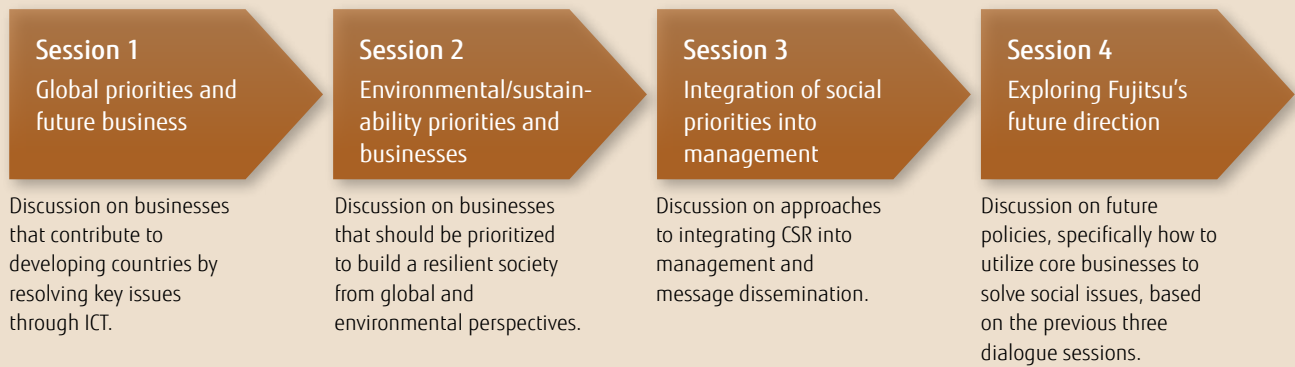 Session 1
Global priorities and
future business
Discussion on businesses
that contribute to
developing countries by
resolving key issues
through ICT.
Session 2
Environmental/sustain-
ability priorities and
businesses
Discussion on businesses
that should be prioritized
to build a resilient society
from global and
environmental perspectives.
Session 3
Integration of social
priorities into
management
Discussion on approaches
to integrating CSR into
management and
message dissemination.
Session 4
Exploring Fujitsu's
future direction
Discussion on future
policies, specifically how to
utilize core businesses to
solve social issues, based
on the previous three
dialogue sessions.